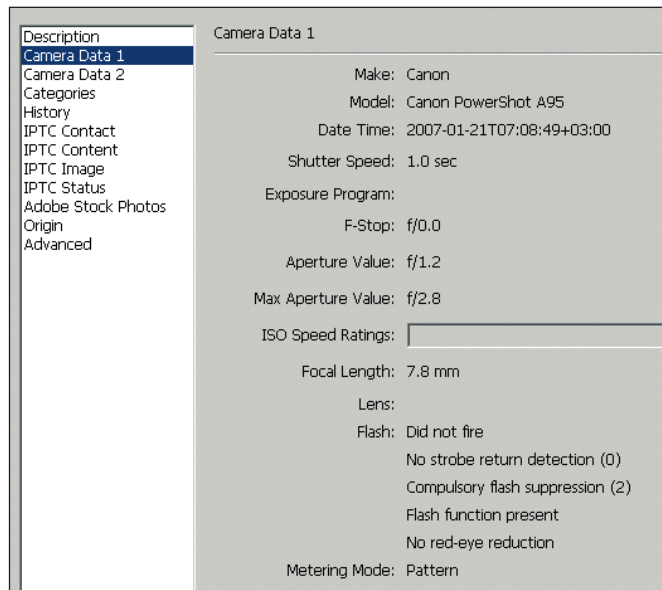 Description
Camera Data 1
Camera Data 2
Categories
History
IPTC Contact
IPTC Content
IPTC Image
IPTC Status
Adobe Stock Photos
Origin
Advanced
Camera Data 1
Make: Canon
Model: Canon PowerShot A95
Date Time: 2007-01-21T07:08:49+03:00
Shutter Speed: 1.0 sec
Exposure Program:
F-Stop: f/0.0
Aperture Value: f/1.2
Max Aperture Value: f/2.8
ISO Speed Ratings:
Focal Length: 7.8 mm
Lens:
Flash: Did not fire
No strobe return detection (0)
Compulsory flash suppression (2)
Flash function present
No red-eye reduction
Metering Mode: Pattern